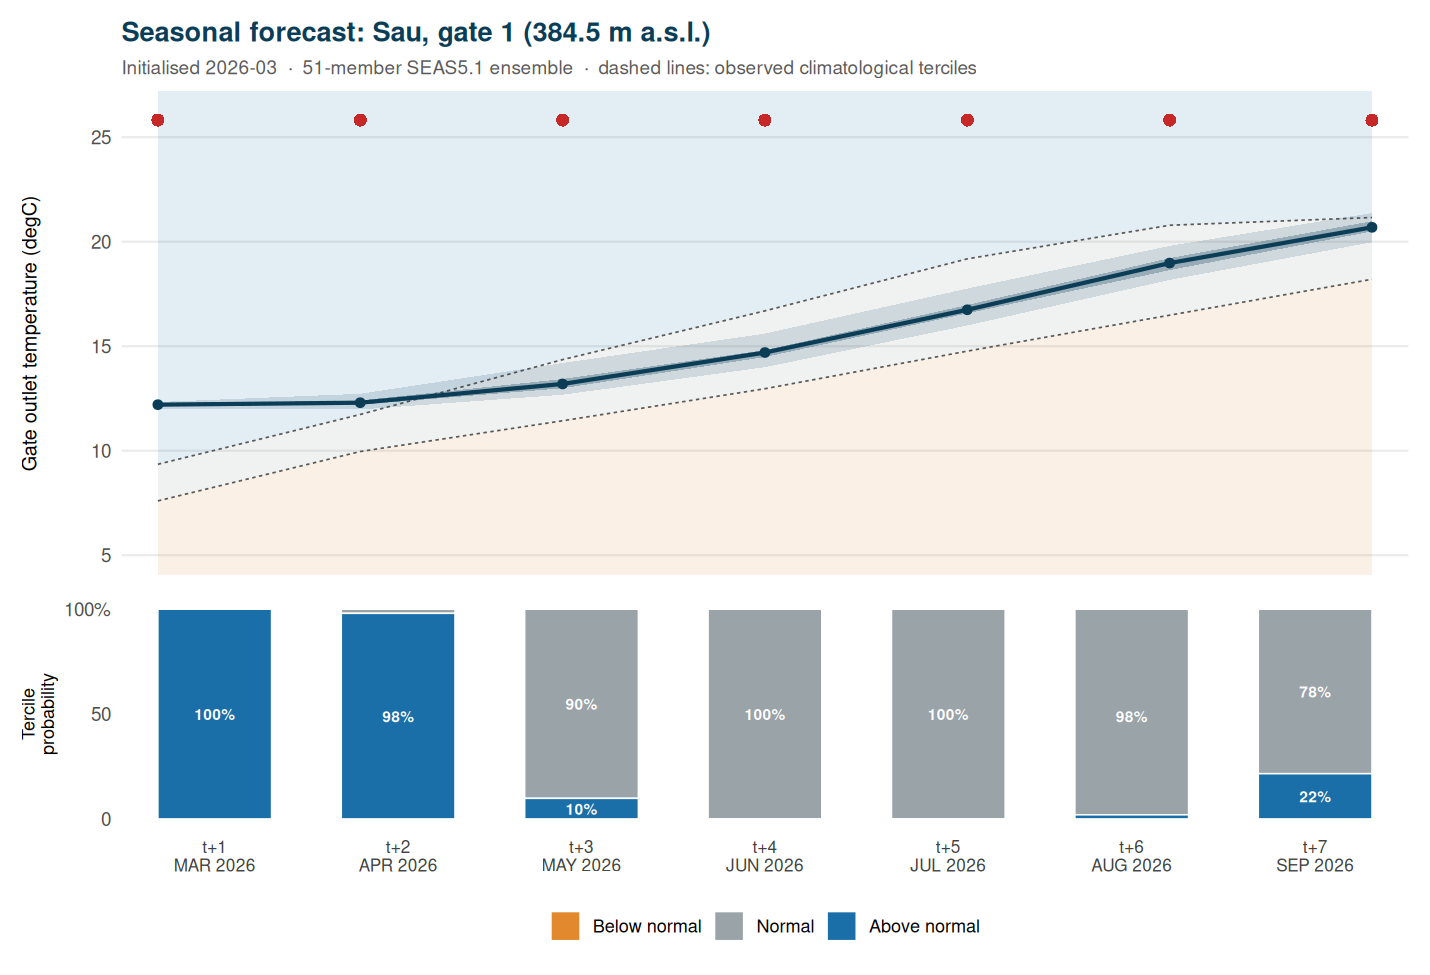 Seasonal forecast: Sau, gate 1 (384.5 m a.s.l.)
Initialised 2026-03 · 51-member SEAS5.1 ensemble · dashed lines: observed climatological terciles
Gate outlet temperature (degC)
25
20
15
10
5
Tercile
probability
100%
50
0
100%
98%
90%
10%
100%
100%
98%
78%
22%
t+1
MAR 2026
t+2
APR 2026
t+3
MAY 2026
t+4
JUN 2026
t+5
JUL 2026
t+6
AUG 2026
t+7
SEP 2026
Below normal
Normal
Above normal